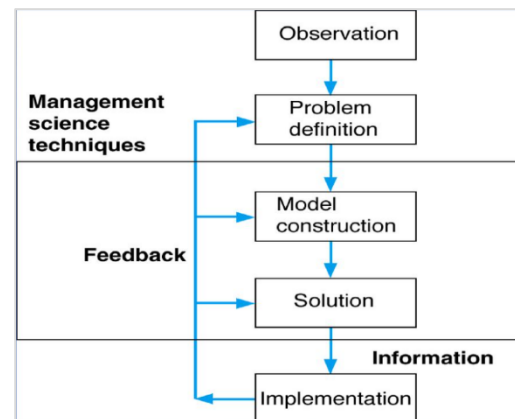 Observation
Management
science
techniques
Problem
definition
Model
construction
Feedback
Solution
Information
Implementation